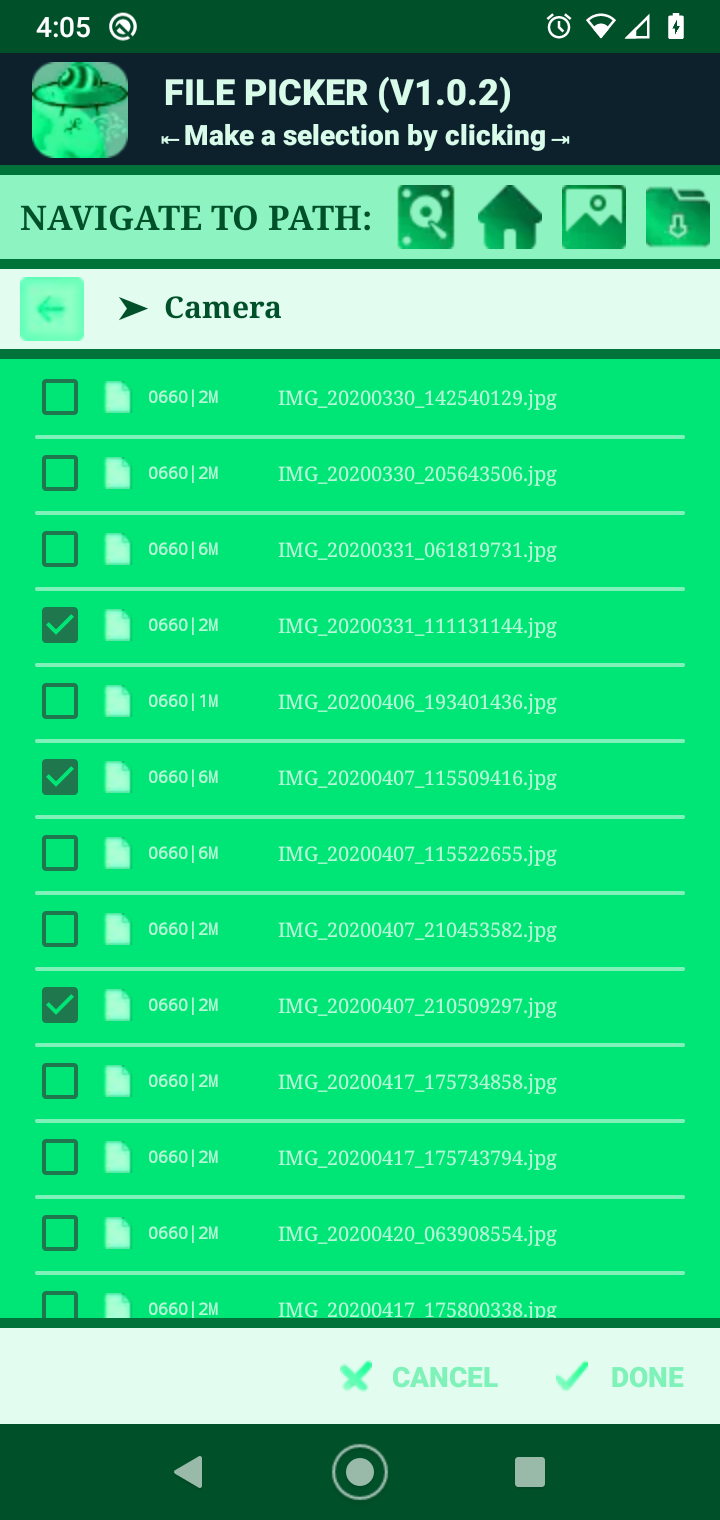 4:05
FILE PICKER (V1.0.2)
⇤ Make a selection by clicking ⇥
NAVIGATE TO PATH:
➤ Camera
0660|2M IMG_20200330_142540129.jpg
0660|2M IMG_20200330_205643506.jpg
0660|6M IMG_20200331_061819731.jpg
0660|2M IMG_20200331_111131144.jpg
0660|1M IMG_20200406_193401436.jpg
0660|6M IMG_20200407_115509416.jpg
0660|6M IMG_20200407_115522655.jpg
0660|2M IMG_20200407_210453582.jpg
0660|2M IMG_20200407_210509297.jpg
0660|2M IMG_20200417_175734858.jpg
0660|2M IMG_20200417_175743794.jpg
0660|2M IMG_20200420_063908554.jpg
0660|2M IMG_20200417_175800338.jpg
CANCEL DONE